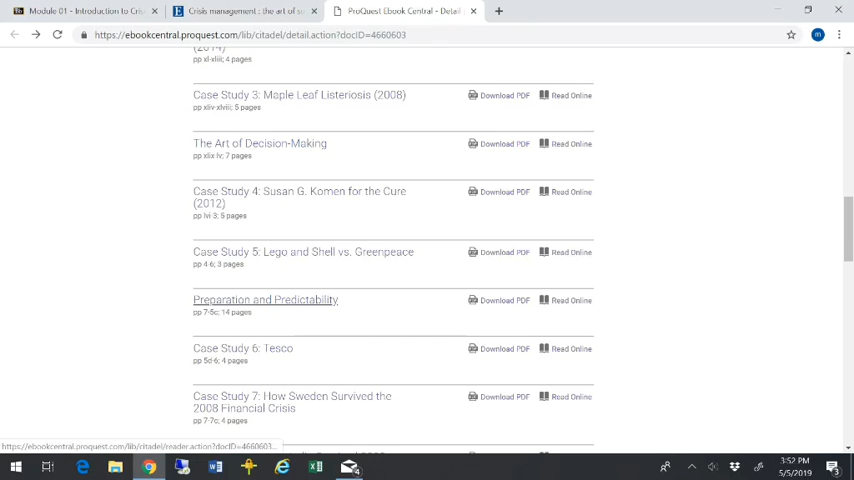 Module 01 - Introduction to Cris
Crisis management : the art of su
ProQuest Ebook Central - Detail
https://ebookcentral.proquest.com/lib/citadel/detail.action?docID=4660603
m
(2014)
pp xl-xliii; 4 pages
Case Study 3: Maple Leaf Listeriosis (2008)
Download PDF
Read Online
pp xliv-xlviii; 5 pages
The Art of Decision-Making
Download PDF
Read Online
pp xlix lv; 7 pages
Case Study 4: Susan G. Komen for the Cure
Download PDF
Read Online
(2012)
pp lvi 3; 5 pages
Case Study 5: Lego and Shell vs. Greenpeace
Download PDF
Read Online
pp 4 6; 3 pages
Preparation and Predictability
Download PDF
Read Online
pp 7-5c; 14 pages
Case Study 6: Tesco
Download PDF
Read Online
pp 5d-6; 4 pages
Case Study 7: How Sweden Survived the
Download PDF
Read Online
2008 Financial Crisis
pp 7-7c; 4 pages
https://ebookcentral.proquest.com/lib/citadel/reader.action?docID=4660603...
4
3:52 PM
5/5/2019
3